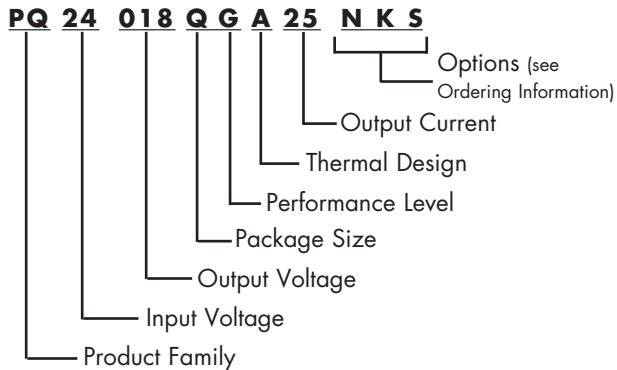 PQ 24 018 Q G A 25 N K S
Options (see
Ordering Information)
Output Current
Thermal Design
Performance Level
Package Size
Output Voltage
Input Voltage
Product Family